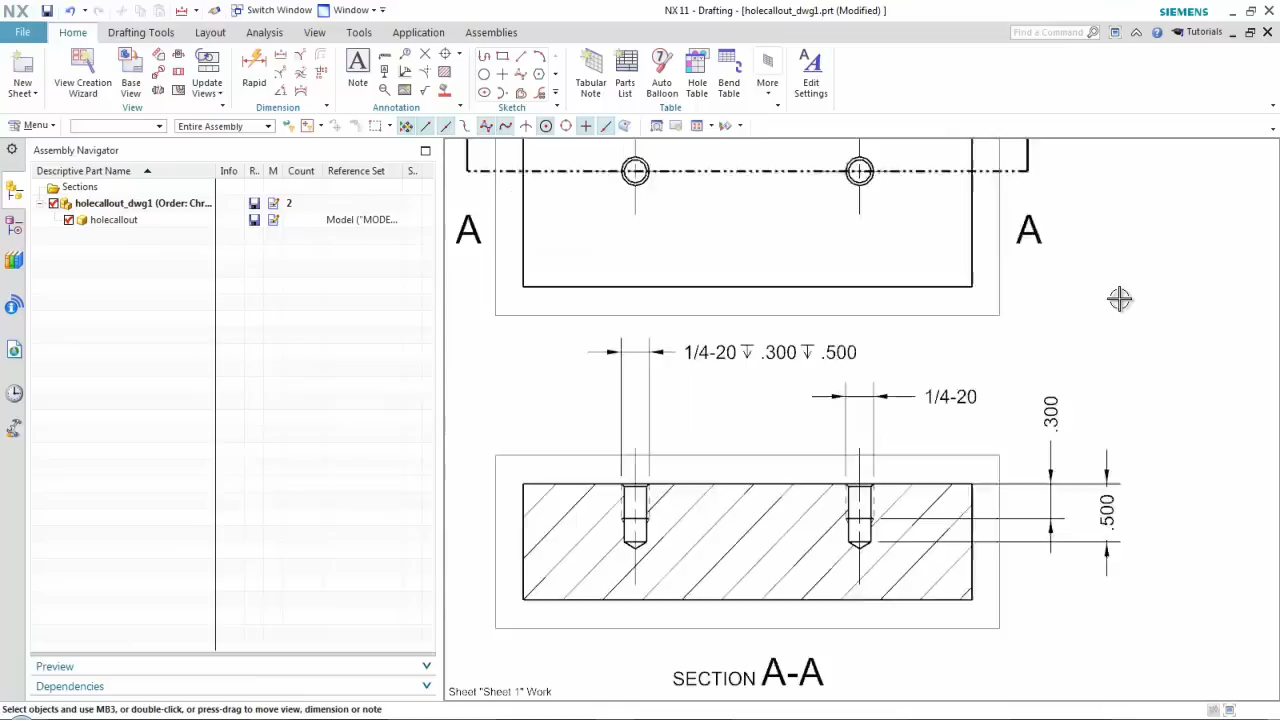 NX
Switch Window
Window
NX 11 - Drafting - [holecallout_dwg1.prt (Modified) ]
SIEMENS
File
Home
Drafting Tools
Layout
Analysis
View
Tools
Application
Assemblies
Find a Command
Tutorials
New
Sheet
View Creation
Wizard
Base
View
Update
Views
View
Rapid
Dimension
Note
Annotation
Sketch
Tabular
Note
Parts
List
Auto
Balloon
Hole
Table
Bend
Table
Table
More
Edit
Settings
Menu
Entire Assembly
Assembly Navigator
Descriptive Part Name
Info
R..
M
Count
Reference Set
S..
Sections
holecallout_dwg1 (Order: Chr...
2
holecallout
Model ("MODE...
Preview
Dependencies
A
A
1/4-20 ↧ .300 ↧ .500
1/4-20
.300
.500
SECTION A-A
Sheet "Sheet 1" Work
Select objects and use MB3, or double-click, or press-drag to move view, dimension or note